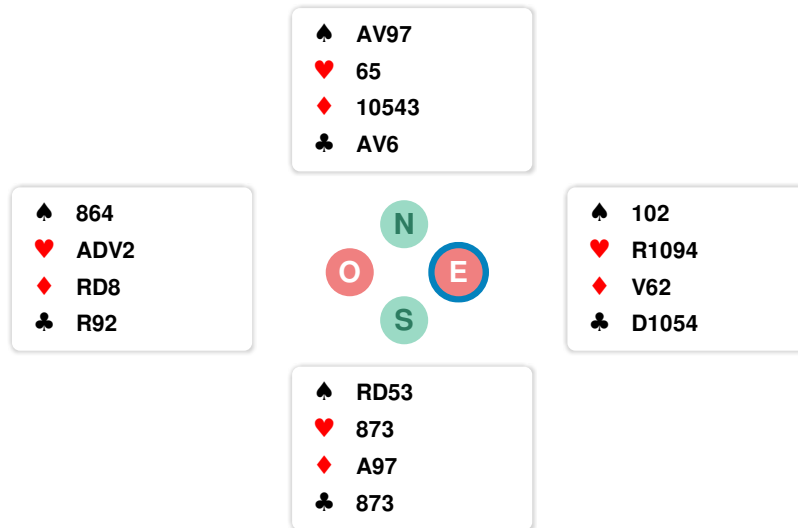 ♠ AV97
♥ 65
♦ 10543
♣ AV6
♠ 864
♥ ADV2
♦ RD8
♣ R92
N
O
E
S
♠ 102
♥ R1094
♦ V62
♣ D1054
♠ RD53
♥ 873
♦ A97
♣ 873